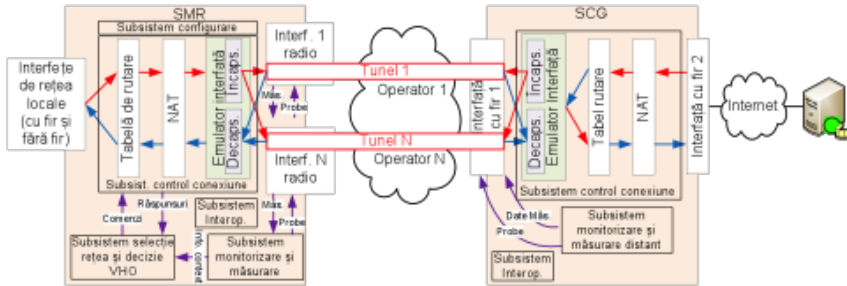 SMR
Subsistem configurare
Interfețe
de rețea
locale
(cu fir și
fără fir)
Tabelă de rutare
NAT
Emulator interfață
Incaps.
Decaps.
Subsist. control conexiune
Interf. 1
radio
Măs.
Probe
Interf. N
radio
Măs.
Probe
Comenzi
Răspunsuri
Subsistem
Interop.
Subsistem selecție
rețea și decizie
VHO
Info. context
Subsistem
monitorizare și
măsurare
Tunel 1
Operator 1
Tunel N
Operator N
SCG
Interfață
cu fir 1
Emulator Interfață
Incaps.
Decaps.
Tabel rutare
NAT
Interfață cu fir 2
Subsistem control conexiune
Date Măs.
Probe
Subsistem
monitorizare și
măsurare distant
Subsistem
Interop.
Internet